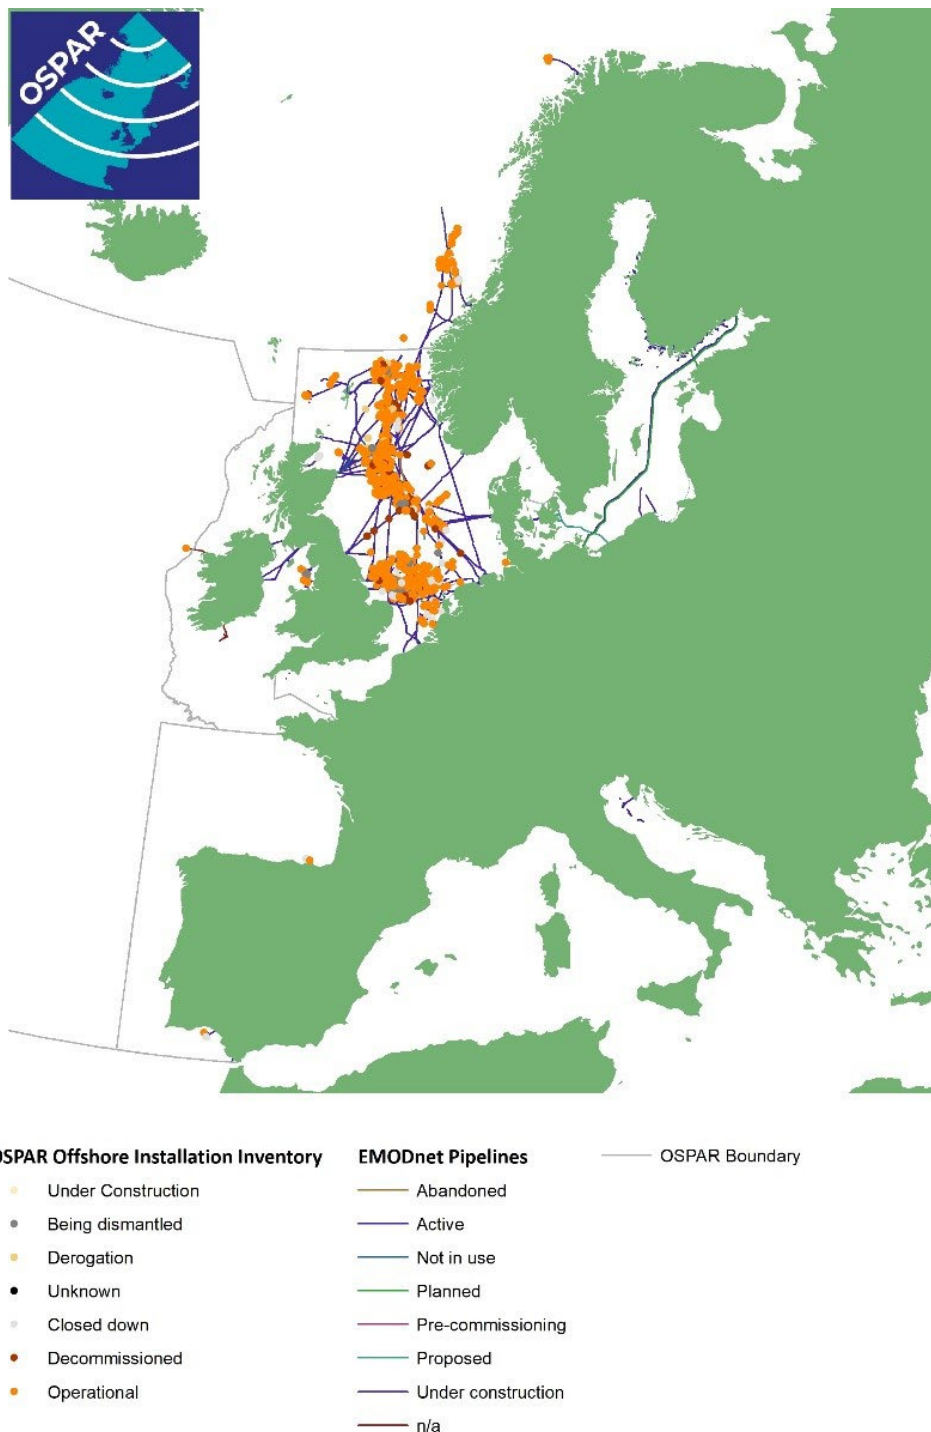 OSPAR
OSPAR Offshore Installation Inventory
Under Construction
Being dismantled
Derogation
Unknown
Closed down
Decommissioned
Operational
EMODnet Pipelines
Abandoned
Active
Not in use
Planned
Pre-commissioning
Proposed
Under construction
n/a
OSPAR Boundary